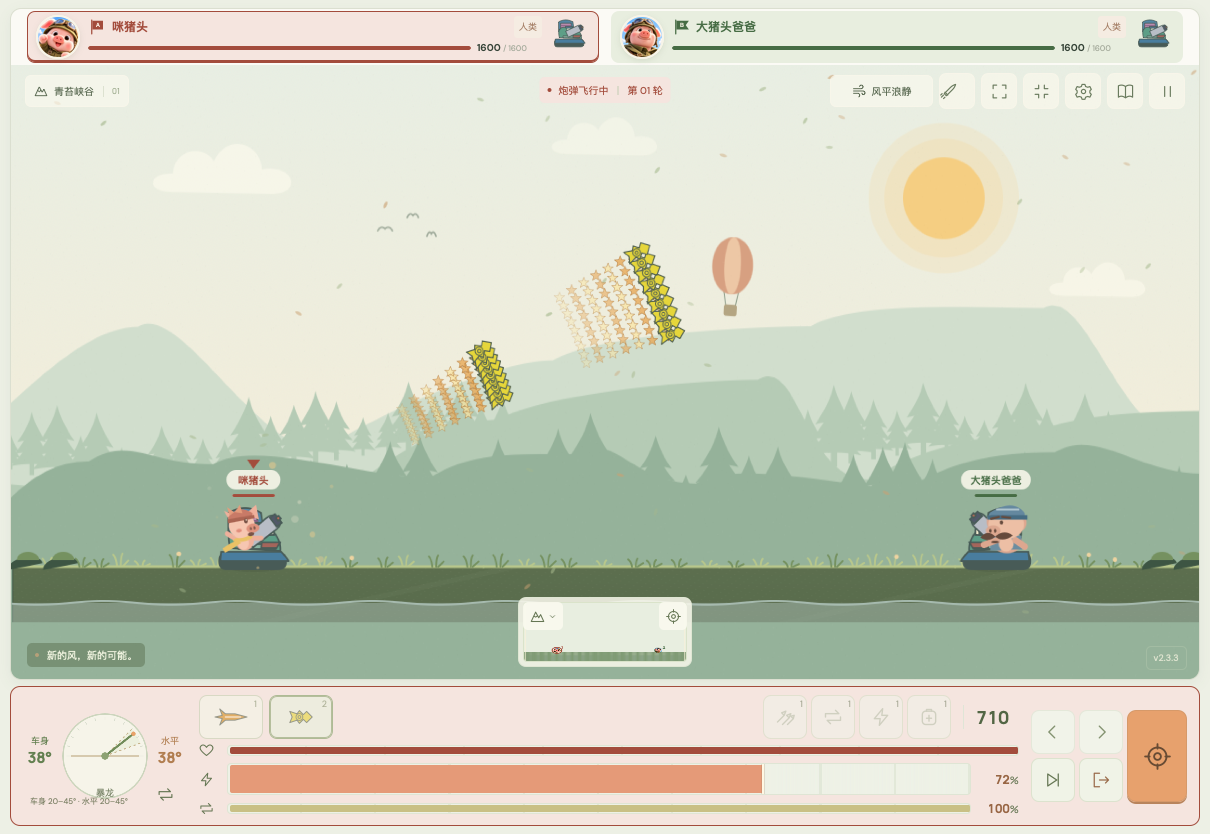 咪猪头
人类
1600 / 1600
大猪头爸爸
人类
1600 / 1600
青苔峡谷 01
炮弹飞行中 第 01 轮
风平浪静
咪猪头
大猪头爸爸
新的风，新的可能。
v2.3.3
车身
38°
水平
38°
暴龙
车身 20–45° · 水平 20–45°
1
2
1
1
1
1
710
72%
100%